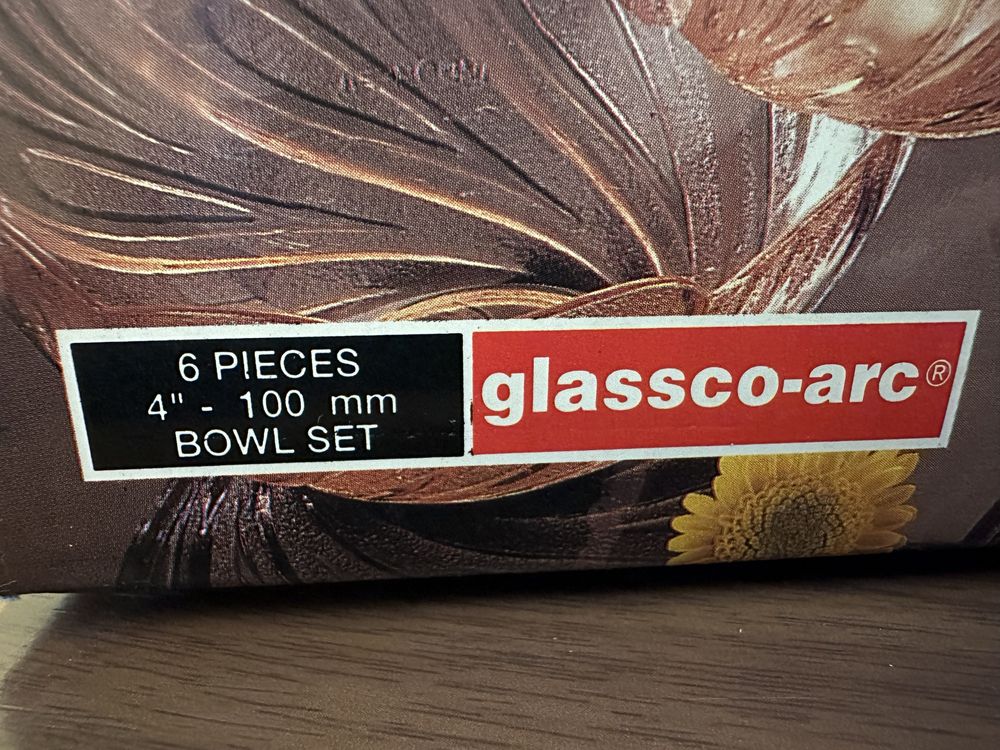 6 PIECES
4" - 100 mm
BOWL SET
glassco-arc®